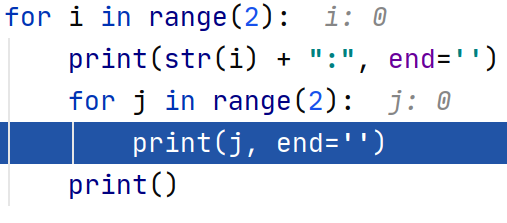 for i in range(2):  i: 0
    print(str(i) + ":", end='')
    for j in range(2):  j: 0
        print(j, end='')
    print()